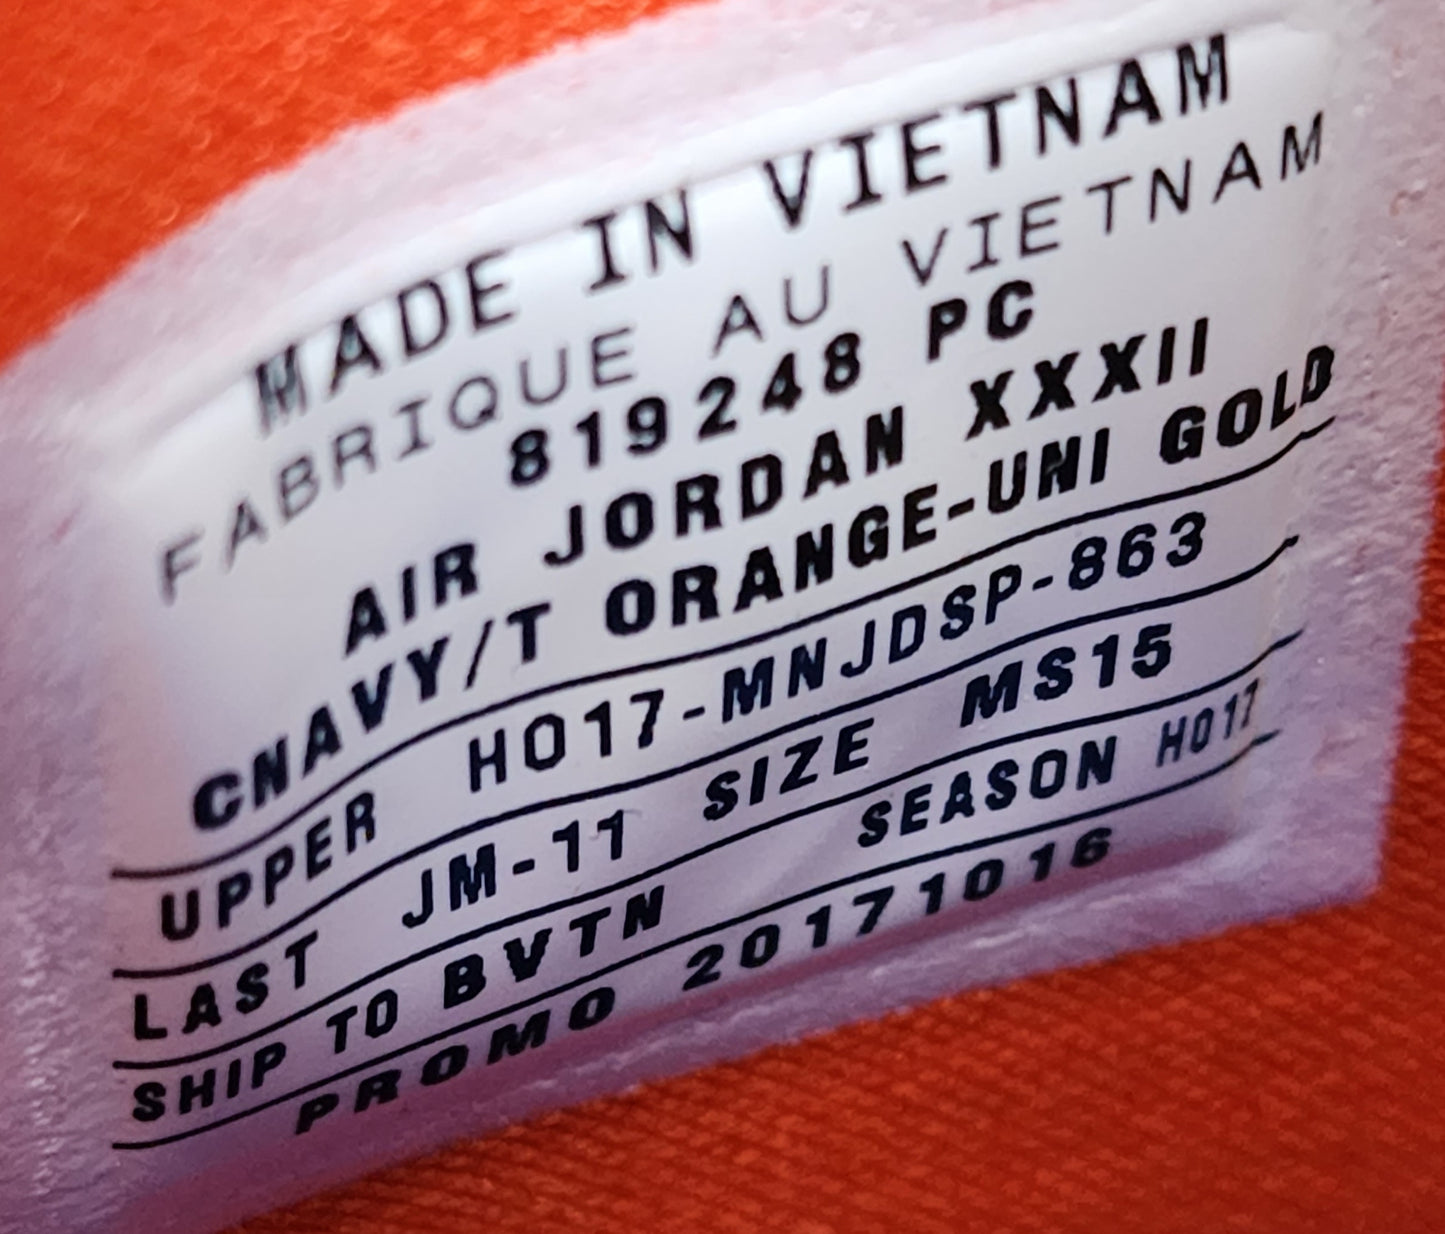 MADE IN VIETNAM
FABRIQUE AU VIETNAM
819248 PC
AIR JORDAN XXXII
CNAVY/T ORANGE-UNI GOLD
UPPER HO17-MNJDSP-863
LAST JM-11 SIZE MS15
SHIP TO BVTN SEASON HO17
PROMO 20171016